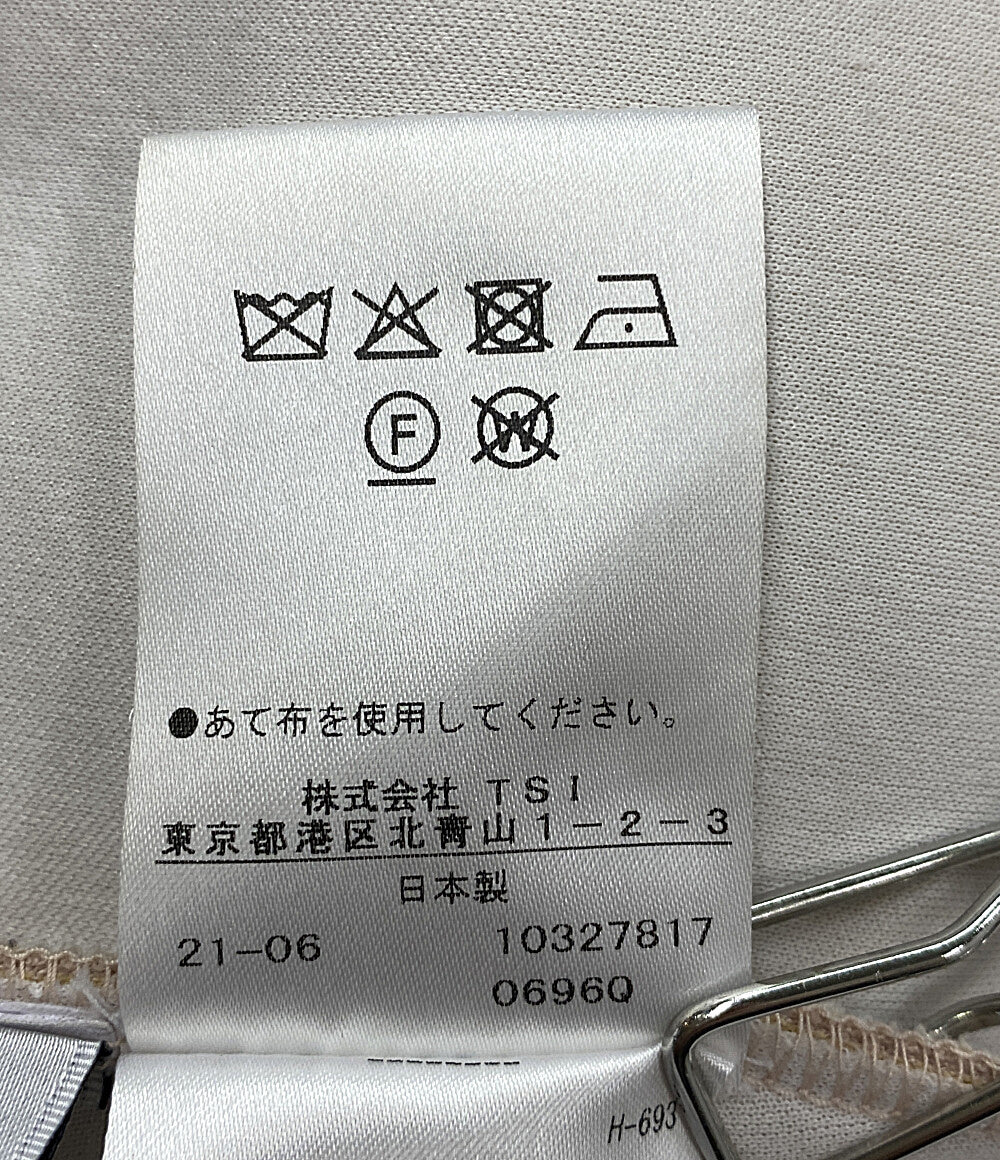 F W
●あて布を使用してください。
株式会社 TSI
東京都港区北青山1-2-3
日本製
21-06 10327817
0696Q
H-693